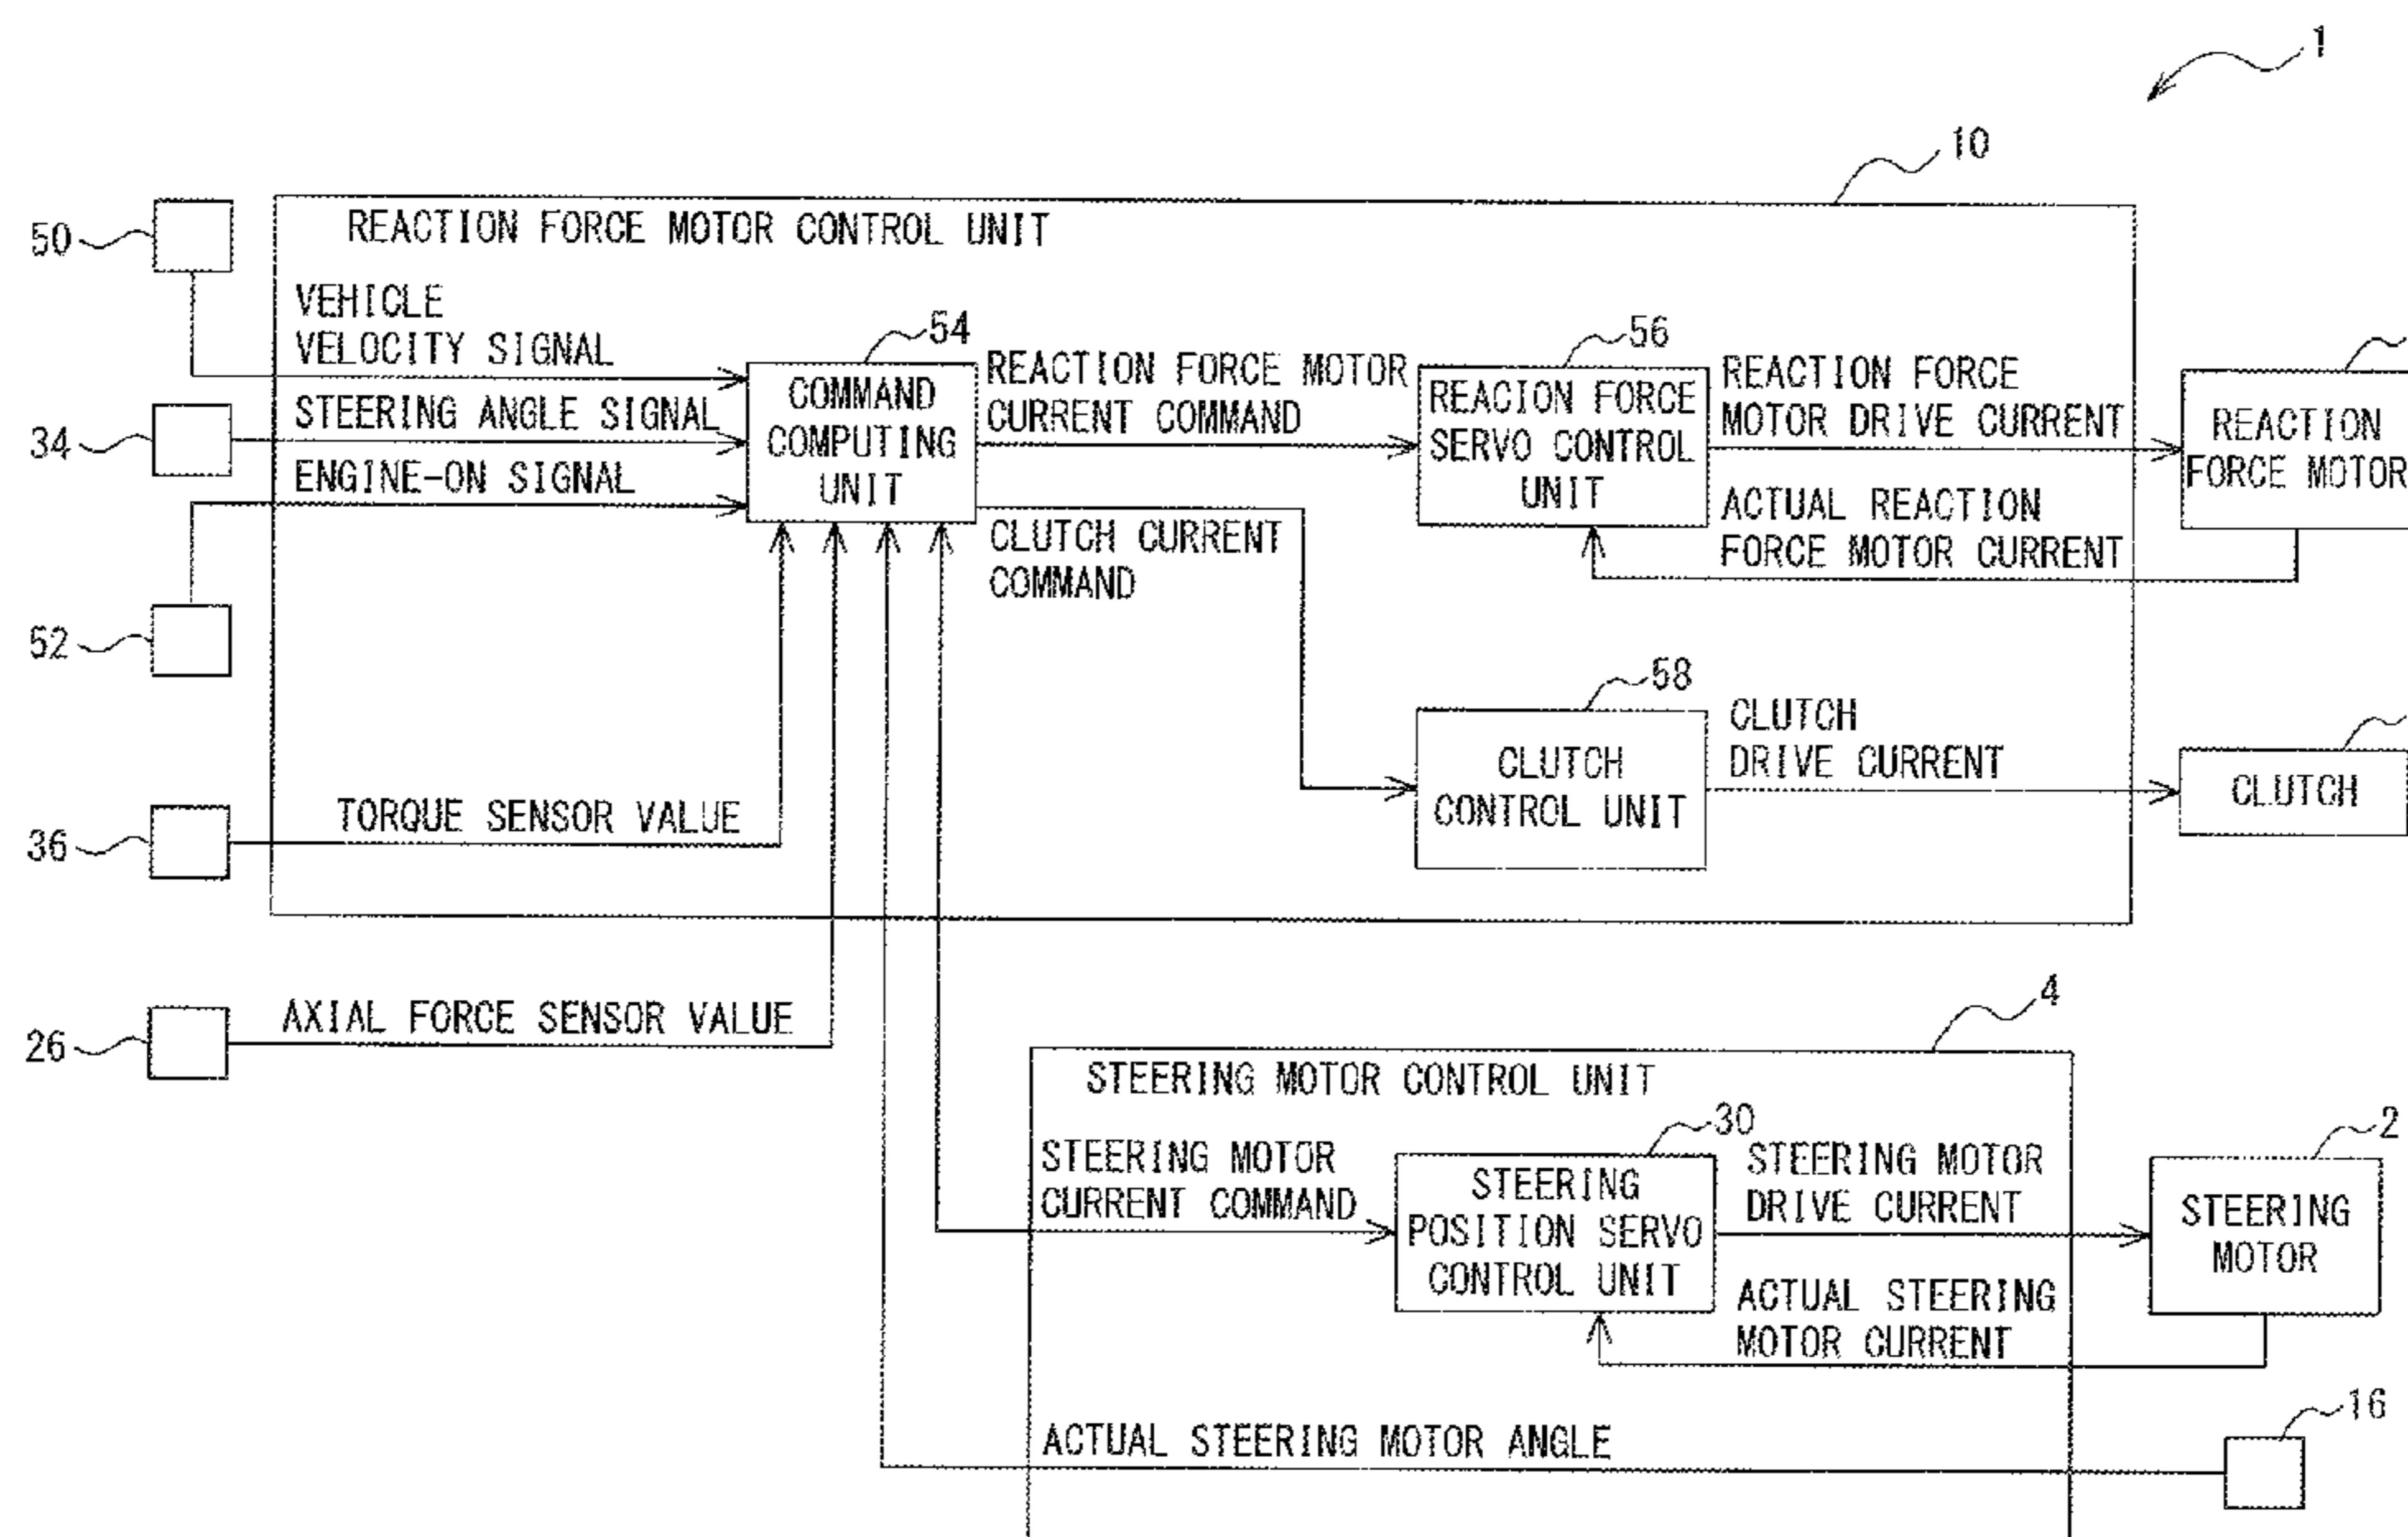 1
10
50
REACTION FORCE MOTOR CONTROL UNIT
VEHICLE
VELOCITY SIGNAL
54
COMMAND
COMPUTING
UNIT
REACTION FORCE MOTOR
CURRENT COMMAND
56
REACION FORCE
SERVO CONTROL
UNIT
REACTION FORCE
MOTOR DRIVE CURRENT
REACTION
FORCE MOTOR
34
STEERING ANGLE SIGNAL
ENGINE-ON SIGNAL
ACTUAL REACTION
FORCE MOTOR CURRENT
CLUTCH CURRENT
COMMAND
52
58
CLUTCH
CONTROL UNIT
CLUTCH
DRIVE CURRENT
CLUTCH
36
TORQUE SENSOR VALUE
26
AXIAL FORCE SENSOR VALUE
4
STEERING MOTOR CONTROL UNIT
STEERING MOTOR
CURRENT COMMAND
30
STEERING
POSITION SERVO
CONTROL UNIT
STEERING MOTOR
DRIVE CURRENT
2
STEERING
MOTOR
ACTUAL STEERING
MOTOR CURRENT
ACTUAL STEERING MOTOR ANGLE
16